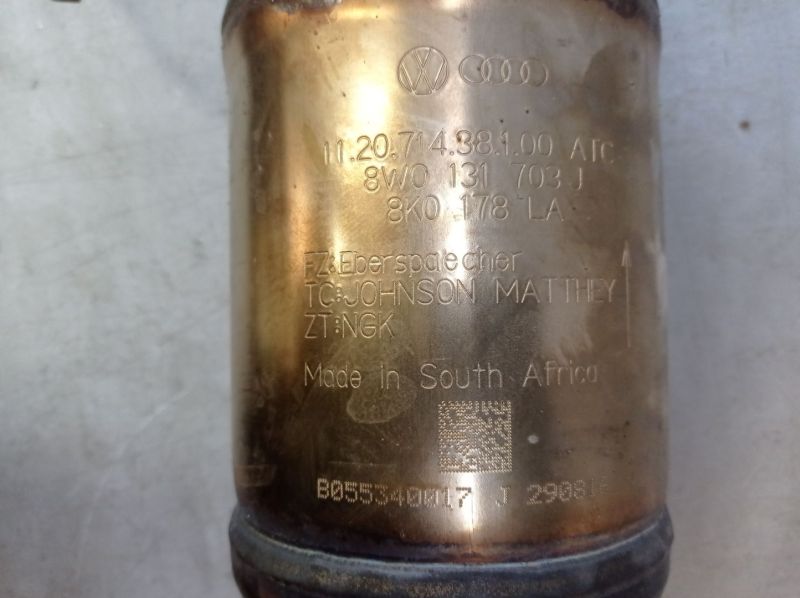 11.20.714.38.1.00 ATC
8W0 131 703 J
8K0 178 LA
FZ:Eberspaecher
TC:JOHNSON MATTHEY
ZT:NGK
Made in South Africa
B055340017 J